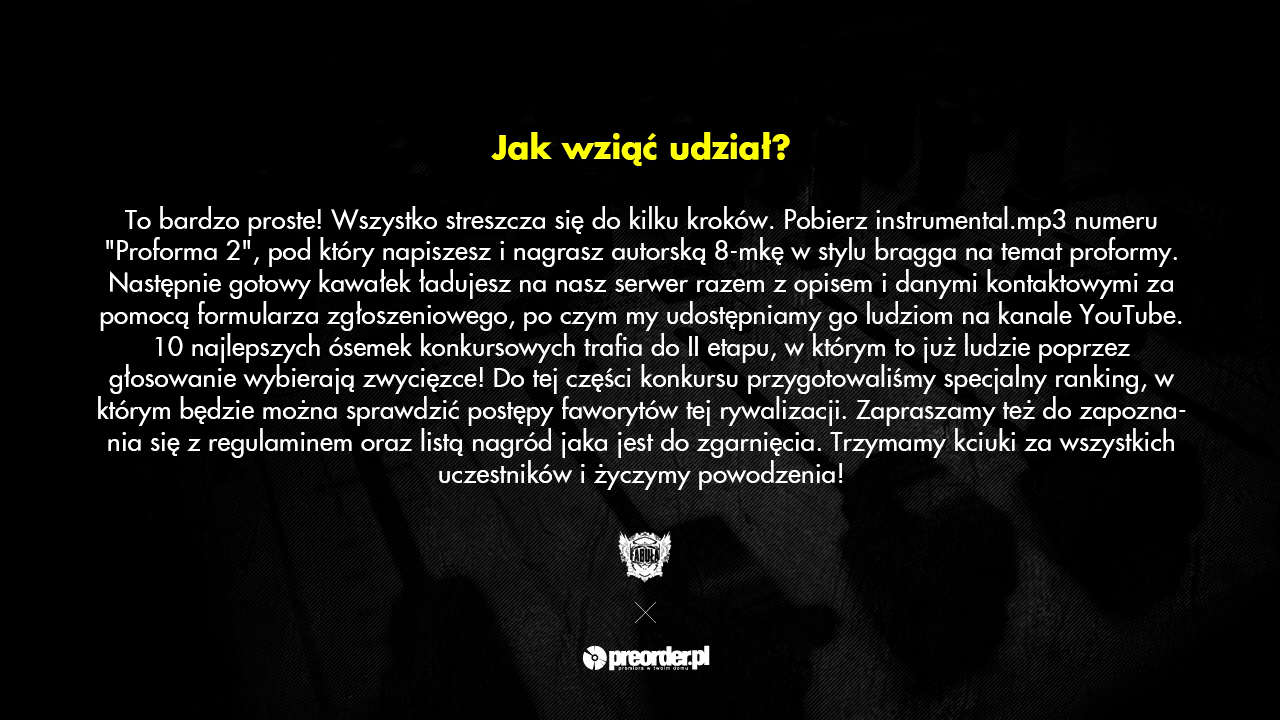 Jak wziąć udział?
To bardzo proste! Wszystko streszcza się do kilku kroków. Pobierz instrumental.mp3 numeru
"Proforma 2", pod który napiszesz i nagrasz autorską 8-mkę w stylu bragga na temat proformy.
Następnie gotowy kawałek ładujesz na nasz serwer razem z opisem i danymi kontaktowymi za
pomocą formularza zgłoszeniowego, po czym my udostępniamy go ludziom na kanale YouTube.
10 najlepszych ósemek konkursowych trafia do II etapu, w którym to już ludzie poprzez
głosowanie wybierają zwycięzce! Do tej części konkursu przygotowaliśmy specjalny ranking, w
którym będzie można sprawdzić postępy faworytów tej rywalizacji. Zapraszamy też do zapozna-
nia się z regulaminem oraz listą nagród jaka jest do zgarnięcia. Trzymamy kciuki za wszystkich
uczestników i życzymy powodzenia!
FABUŁA
preorder.pl
premiera w twoim domu